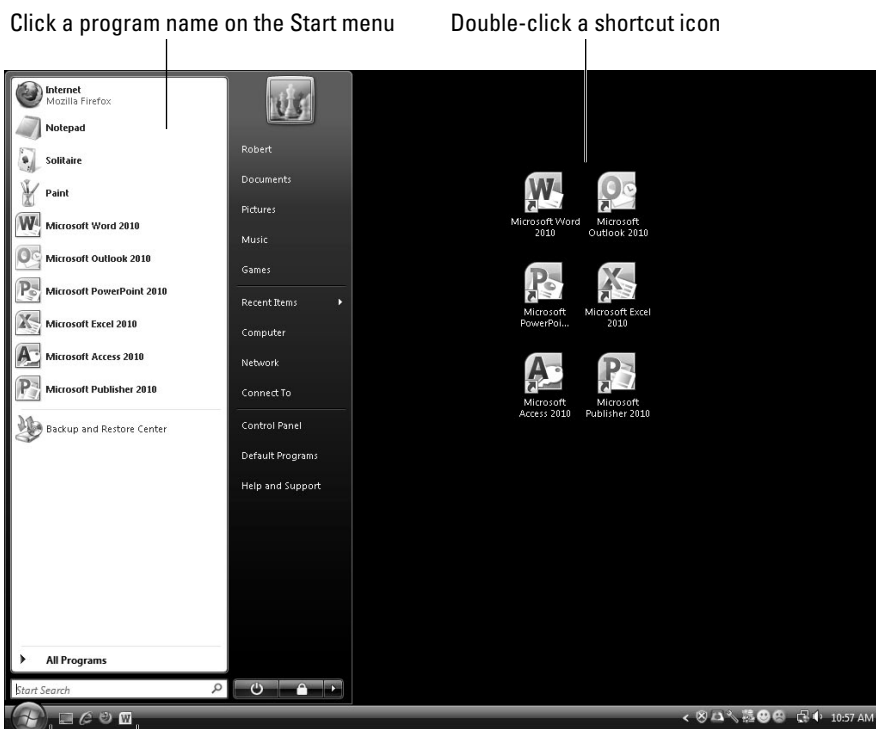 Click a program name on the Start menu
Double-click a shortcut icon
Internet
Mozilla Firefox
Notepad
Solitaire
Paint
Microsoft Word 2010
Microsoft Outlook 2010
Microsoft PowerPoint 2010
Microsoft Excel 2010
Microsoft Access 2010
Microsoft Publisher 2010
Backup and Restore Center
All Programs
Start Search
Robert
Documents
Pictures
Music
Games
Recent Items
Computer
Network
Connect To
Control Panel
Default Programs
Help and Support
Microsoft Word
2010
Microsoft
Outlook 2010
Microsoft
PowerPoi...
Microsoft Excel
2010
Microsoft
Access 2010
Microsoft
Publisher 2010
10:57 AM